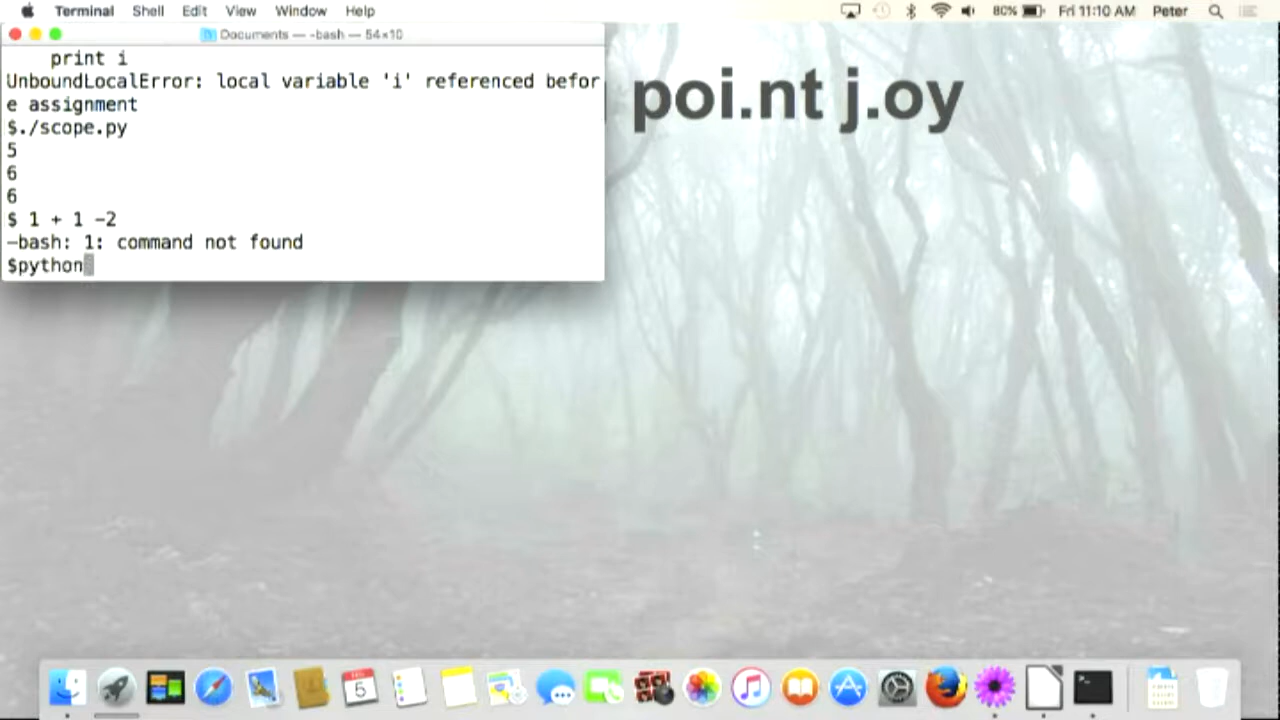 Terminal Shell Edit View Window Help 80% Fri 11:10 AM Peter
Documents — -bash — 54×10
print i
UnboundLocalError: local variable 'i' referenced befor
e assignment
$./scope.py
5
6
6
$ 1 + 1 -2
-bash: 1: command not found
$python
poi.nt j.oy
5